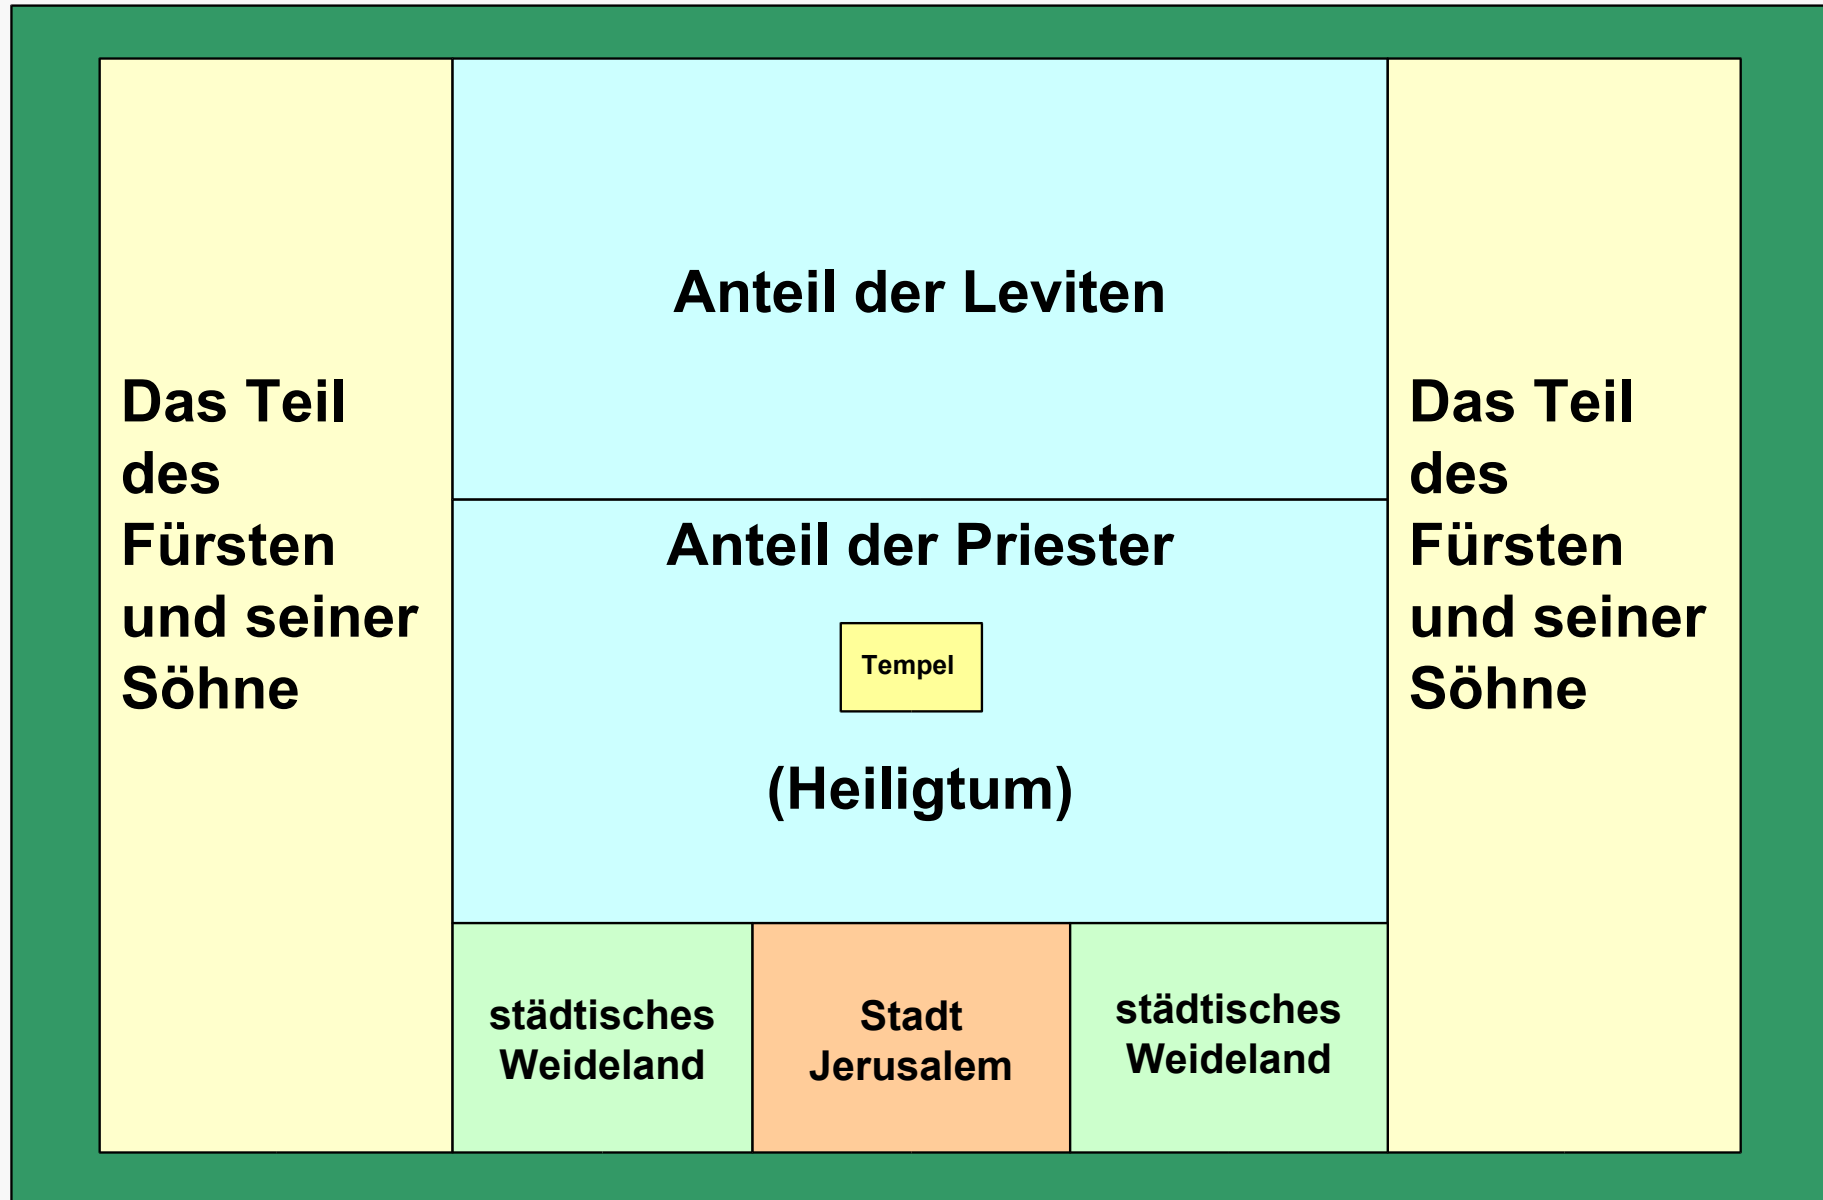 Das Teil
des
Fürsten
und seiner
Söhne
Anteil der Leviten
Anteil der Priester
Tempel
(Heiligtum)
städtisches
Weideland
Stadt
Jerusalem
städtisches
Weideland
Das Teil
des
Fürsten
und seiner
Söhne